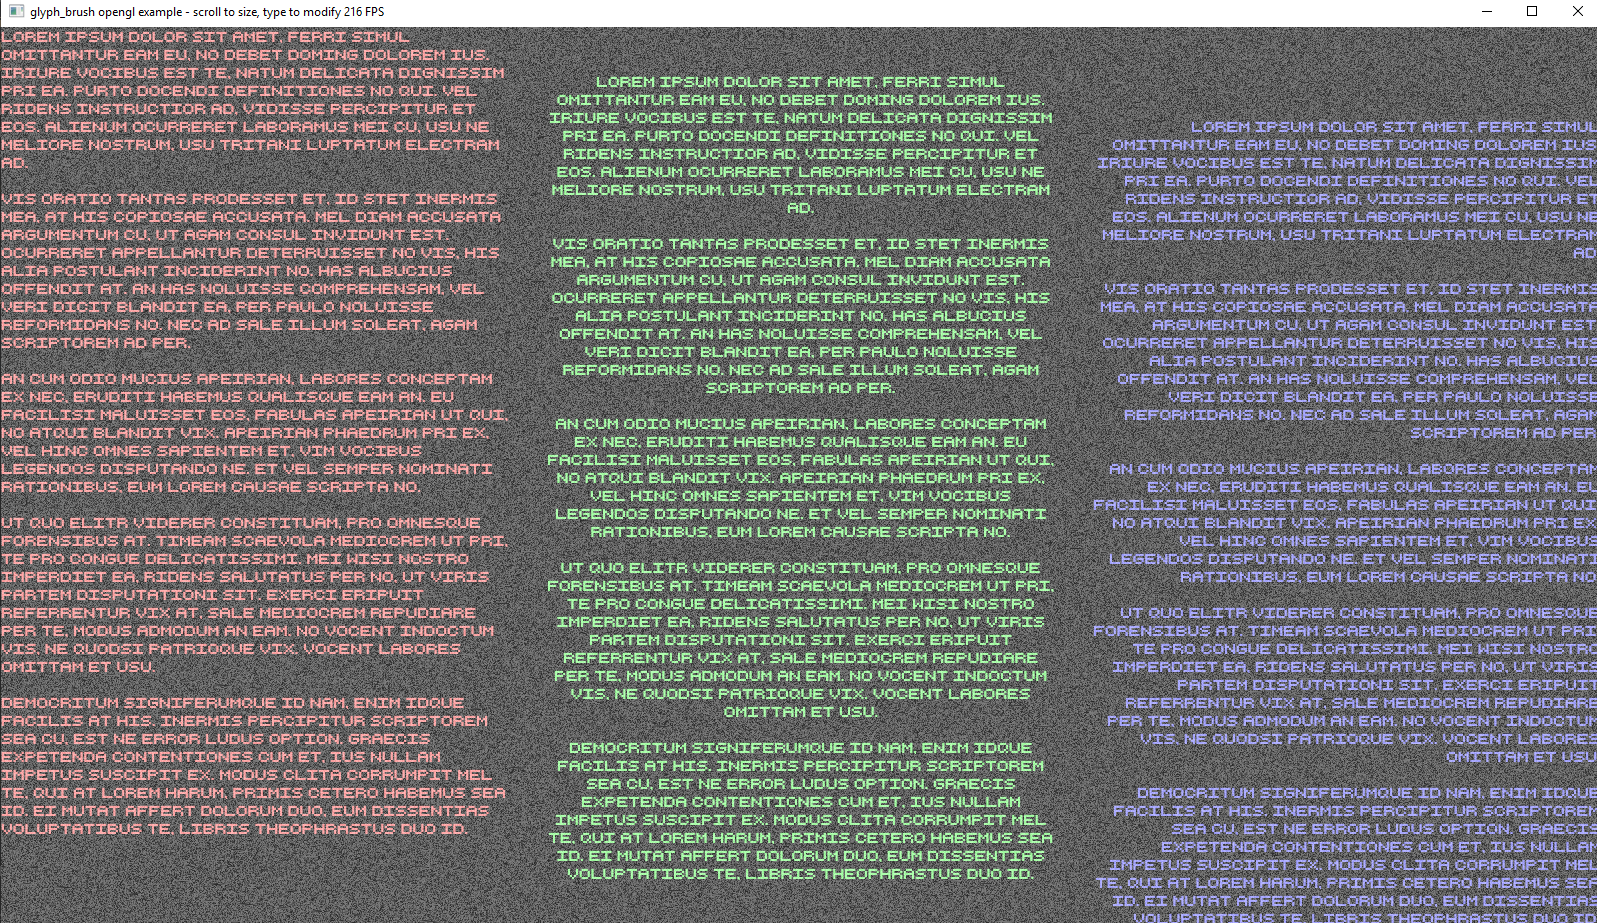 glyph_brush opengl example - scroll to size, type to modify 216 FPS
LOREM IPSUM DOLOR SIT AMET, FERRI SIMUL
OMITTANTUR EAM EU, NO DEBET DOMING DOLOREM IUS.
IRIURE VOCIBUS EST TE, NATUM DELICATA DIGNISSIM
PRI EA. PURTO DOCENDI DEFINITIONES NO QUI. VEL
RIDENS INSTRUCTIOR AD, VIDISSE PERCIPITUR ET
EOS. ALIENUM OCURRERET LABORAMUS MEI CU, USU NE
MELIORE NOSTRUM, USU TRITANI LUPTATUM ELECTRAM
AD.
VIS ORATIO TANTAS PRODESSET ET, ID STET INERMIS
MEA, AT HIS COPIOSAE ACCUSATA. MEL DIAM ACCUSATA
ARGUMENTUM CU, UT AGAM CONSUL INVIDUNT EST.
OCURRERET APPELLANTUR DETERRUISSET NO VIS, HIS
ALIA POSTULANT INCIDERINT NO. HAS ALBUCIUS
OFFENDIT AT. AN HAS NOLUISSE COMPREHENSAM, VEL
VERI DICIT BLANDIT EA, PER PAULO NOLUISSE
REFORMIDANS NO. NEC AD SALE ILLUM SOLEAT, AGAM
SCRIPTOREM AD PER.
AN CUM ODIO MUCIUS APEIRIAN, LABORES CONCEPTAM
EX NEC, ERUDITI HABEMUS QUALISQUE EAM AN. EU
FACILISI MALUISSET EOS, FABULAS APEIRIAN UT QUI,
NO ATQUI BLANDIT VIX. APEIRIAN PHAEDRUM PRI EX,
VEL HINC OMNES SAPIENTEM ET, VIM VOCIBUS
LEGENDOS DISPUTANDO NE. ET VEL SEMPER NOMINATI
RATIONIBUS, EUM LOREM CAUSAE SCRIPTA NO.
UT QUO ELITR VIDERER CONSTITUAM, PRO OMNESQUE
FORENSIBUS AT. TIMEAM SCAEVOLA MEDIOCREM UT PRI,
TE PRO CONGUE DELICATISSIMI. MEI WISI NOSTRO
IMPERDIET EA, RIDENS SALUTATUS PER NO, UT VIRIS
PARTEM DISPUTATIONI SIT. EXERCI ERIPUIT
REFERRENTUR VIX AT, SALE MEDIOCREM REPUDIARE
PER TE, MODUS ADMODUM AN EAM. NO VOCENT INDOCTUM
VIS, NE QUODSI PATRIOQUE VIX. VOCENT LABORES
OMITTAM ET USU.
DEMOCRITUM SIGNIFERUMQUE ID NAM, ENIM IDQUE
FACILIS AT HIS. INERMIS PERCIPITUR SCRIPTOREM
SEA CU, EST NE ERROR LUDUS OPTION. GRAECIS
EXPETENDA CONTENTIONES CUM ET, IUS NULLAM
IMPETUS SUSCIPIT EX. MODUS CLITA CORRUMPIT MEL
TE, QUI AT LOREM HARUM, PRIMIS CETERO HABEMUS SEA
ID. EI MUTAT AFFERT DOLORUM DUO, EUM DISSENTIAS
VOLUPTATIBUS TE, LIBRIS THEOPHRASTUS DUO ID.
LOREM IPSUM DOLOR SIT AMET, FERRI SIMUL
OMITTANTUR EAM EU, NO DEBET DOMING DOLOREM IUS.
IRIURE VOCIBUS EST TE, NATUM DELICATA DIGNISSIM
PRI EA. PURTO DOCENDI DEFINITIONES NO QUI. VEL
RIDENS INSTRUCTIOR AD, VIDISSE PERCIPITUR ET
EOS. ALIENUM OCURRERET LABORAMUS MEI CU, USU NE
MELIORE NOSTRUM, USU TRITANI LUPTATUM ELECTRAM
AD.
VIS ORATIO TANTAS PRODESSET ET, ID STET INERMIS
MEA, AT HIS COPIOSAE ACCUSATA. MEL DIAM ACCUSATA
ARGUMENTUM CU, UT AGAM CONSUL INVIDUNT EST.
OCURRERET APPELLANTUR DETERRUISSET NO VIS, HIS
ALIA POSTULANT INCIDERINT NO. HAS ALBUCIUS
OFFENDIT AT. AN HAS NOLUISSE COMPREHENSAM, VEL
VERI DICIT BLANDIT EA, PER PAULO NOLUISSE
REFORMIDANS NO. NEC AD SALE ILLUM SOLEAT, AGAM
SCRIPTOREM AD PER.
AN CUM ODIO MUCIUS APEIRIAN, LABORES CONCEPTAM
EX NEC, ERUDITI HABEMUS QUALISQUE EAM AN. EU
FACILISI MALUISSET EOS, FABULAS APEIRIAN UT QUI,
NO ATQUI BLANDIT VIX. APEIRIAN PHAEDRUM PRI EX,
VEL HINC OMNES SAPIENTEM ET, VIM VOCIBUS
LEGENDOS DISPUTANDO NE. ET VEL SEMPER NOMINATI
RATIONIBUS, EUM LOREM CAUSAE SCRIPTA NO.
UT QUO ELITR VIDERER CONSTITUAM, PRO OMNESQUE
FORENSIBUS AT. TIMEAM SCAEVOLA MEDIOCREM UT PRI,
TE PRO CONGUE DELICATISSIMI. MEI WISI NOSTRO
IMPERDIET EA, RIDENS SALUTATUS PER NO, UT VIRIS
PARTEM DISPUTATIONI SIT. EXERCI ERIPUIT
REFERRENTUR VIX AT, SALE MEDIOCREM REPUDIARE
PER TE, MODUS ADMODUM AN EAM. NO VOCENT INDOCTUM
VIS, NE QUODSI PATRIOQUE VIX. VOCENT LABORES
OMITTAM ET USU.
DEMOCRITUM SIGNIFERUMQUE ID NAM, ENIM IDQUE
FACILIS AT HIS. INERMIS PERCIPITUR SCRIPTOREM
SEA CU, EST NE ERROR LUDUS OPTION. GRAECIS
EXPETENDA CONTENTIONES CUM ET, IUS NULLAM
IMPETUS SUSCIPIT EX. MODUS CLITA CORRUMPIT MEL
TE, QUI AT LOREM HARUM, PRIMIS CETERO HABEMUS SEA
ID. EI MUTAT AFFERT DOLORUM DUO, EUM DISSENTIAS
VOLUPTATIBUS TE, LIBRIS THEOPHRASTUS DUO ID.
LOREM IPSUM DOLOR SIT AMET, FERRI SIMUL
OMITTANTUR EAM EU, NO DEBET DOMING DOLOREM IUS
IRIURE VOCIBUS EST TE, NATUM DELICATA DIGNISSIM
PRI EA. PURTO DOCENDI DEFINITIONES NO QUI. VEL
RIDENS INSTRUCTIOR AD, VIDISSE PERCIPITUR ET
EOS. ALIENUM OCURRERET LABORAMUS MEI CU, USU NE
MELIORE NOSTRUM, USU TRITANI LUPTATUM ELECTRAM
AD
VIS ORATIO TANTAS PRODESSET ET, ID STET INERMIS
MEA, AT HIS COPIOSAE ACCUSATA. MEL DIAM ACCUSATA
ARGUMENTUM CU, UT AGAM CONSUL INVIDUNT EST
OCURRERET APPELLANTUR DETERRUISSET NO VIS, HIS
ALIA POSTULANT INCIDERINT NO. HAS ALBUCIUS
OFFENDIT AT. AN HAS NOLUISSE COMPREHENSAM, VEL
VERI DICIT BLANDIT EA, PER PAULO NOLUISSE
REFORMIDANS NO. NEC AD SALE ILLUM SOLEAT, AGAM
SCRIPTOREM AD PER
AN CUM ODIO MUCIUS APEIRIAN, LABORES CONCEPTAM
EX NEC, ERUDITI HABEMUS QUALISQUE EAM AN. EU
FACILISI MALUISSET EOS, FABULAS APEIRIAN UT QUI
NO ATQUI BLANDIT VIX. APEIRIAN PHAEDRUM PRI EX
VEL HINC OMNES SAPIENTEM ET, VIM VOCIBUS
LEGENDOS DISPUTANDO NE. ET VEL SEMPER NOMINATI
RATIONIBUS, EUM LOREM CAUSAE SCRIPTA NO
UT QUO ELITR VIDERER CONSTITUAM, PRO OMNESQUE
FORENSIBUS AT. TIMEAM SCAEVOLA MEDIOCREM UT PRI
TE PRO CONGUE DELICATISSIMI. MEI WISI NOSTRO
IMPERDIET EA, RIDENS SALUTATUS PER NO, UT VIRIS
PARTEM DISPUTATIONI SIT. EXERCI ERIPUIT
REFERRENTUR VIX AT, SALE MEDIOCREM REPUDIARE
PER TE, MODUS ADMODUM AN EAM. NO VOCENT INDOCTUM
VIS, NE QUODSI PATRIOQUE VIX. VOCENT LABORES
OMITTAM ET USU
DEMOCRITUM SIGNIFERUMQUE ID NAM, ENIM IDQUE
FACILIS AT HIS. INERMIS PERCIPITUR SCRIPTOREM
SEA CU, EST NE ERROR LUDUS OPTION. GRAECIS
EXPETENDA CONTENTIONES CUM ET, IUS NULLAM
IMPETUS SUSCIPIT EX. MODUS CLITA CORRUMPIT MEL
TE, QUI AT LOREM HARUM, PRIMIS CETERO HABEMUS SEA
ID. EI MUTAT AFFERT DOLORUM DUO, EUM DISSENTIAS
VOLUPTATIBUS TE, LIBRIS THEOPHRASTUS DUO ID